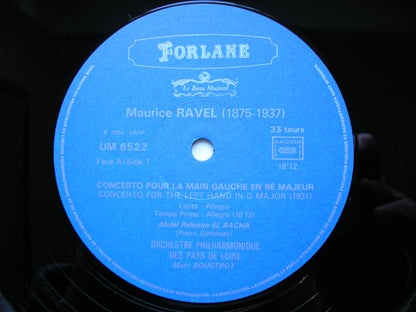 FORLANE
Le Beau Musical
Maurice RAVEL (1875-1937)
P 1984 UMIP
33 tours
UM 6522
SACEM
Face A/Side 1
18'12
CONCERTO POUR LA MAIN GAUCHE EN RÉ MAJEUR
CONCERTO FOR THE LEFT HAND IN D MAJOR (1931)
Lento - Allegro
Tempo Primo - Allegro (18'12)
Abdel Rahman EL BACHA
(Piano Steinway)
ORCHESTRE PHILHARMONIQUE
DES PAYS DE LOIRE
Marc SOUSTROT